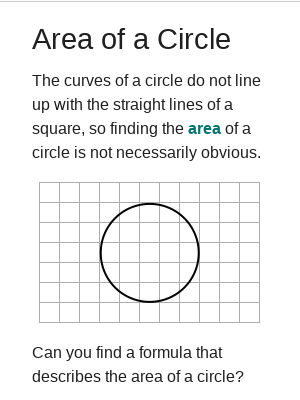 Area of a Circle
The curves of a circle do not line
up with the straight lines of a
square, so finding the area of a
circle is not necessarily obvious.
Can you find a formula that
describes the area of a circle?